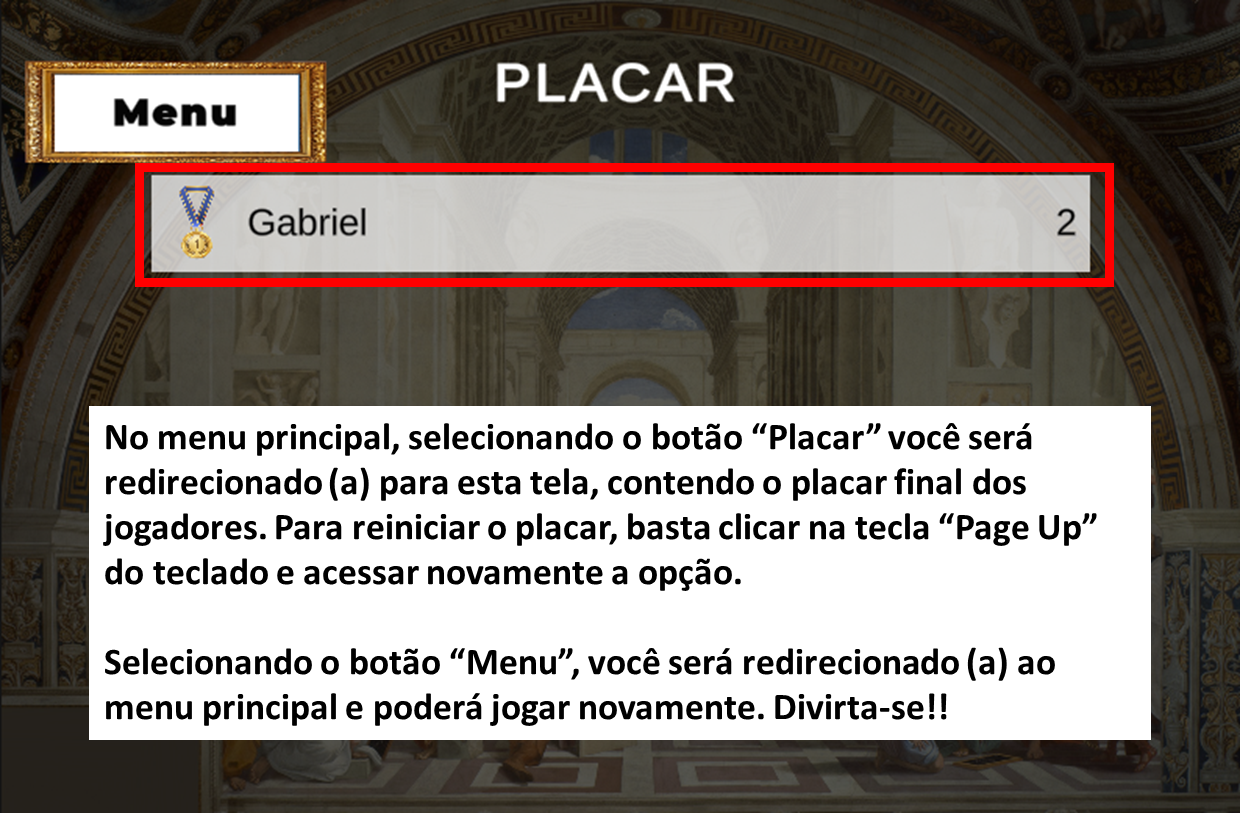 PLACAR
Menu
1
Gabriel 2
No menu principal, selecionando o botão “Placar” você será
redirecionado (a) para esta tela, contendo o placar final dos
jogadores. Para reiniciar o placar, basta clicar na tecla “Page Up”
do teclado e acessar novamente a opção.
Selecionando o botão “Menu”, você será redirecionado (a) ao
menu principal e poderá jogar novamente. Divirta-se!!